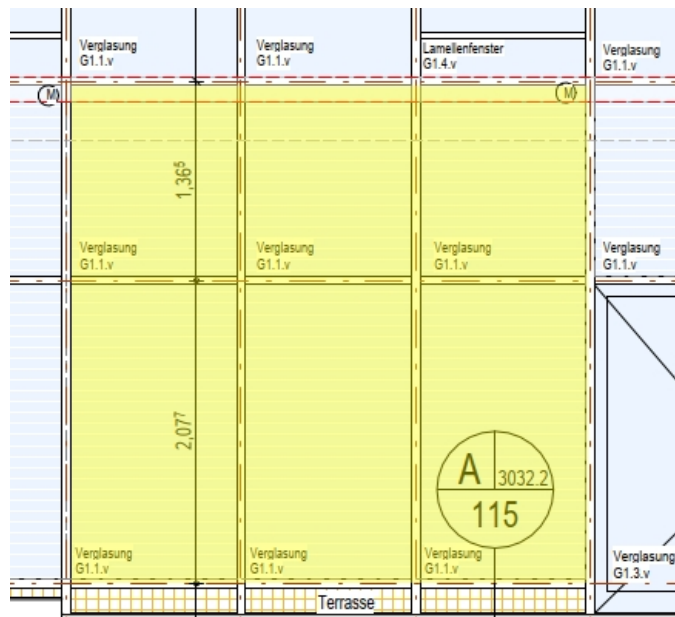 Verglasung
G1.1.v
Verglasung
G1.1.v
Lamellenfenster
G1.4.v
Verglasung
G1.1.v
M
M
1,36⁵
Verglasung
G1.1.v
Verglasung
G1.1.v
Verglasung
G1.1.v
Verglasung
G1.1.v
2,07⁷
A 3032.2
115
Verglasung
G1.1.v
Verglasung
G1.1.v
Verglasung
G1.1.v
Verglasung
G1.3.v
Terrasse